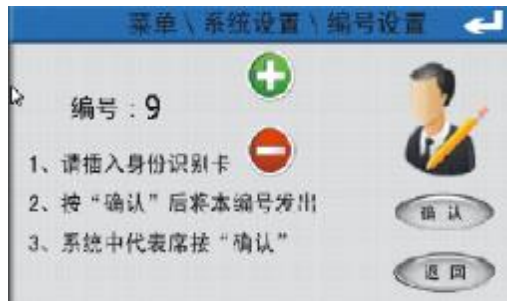 菜单 \ 系统设置 \ 编号设置
编号：9
1、请插入身份识别卡
2、按“确认”后将本编号发出
3、系统中代表席按“确认”
确 认
退 回